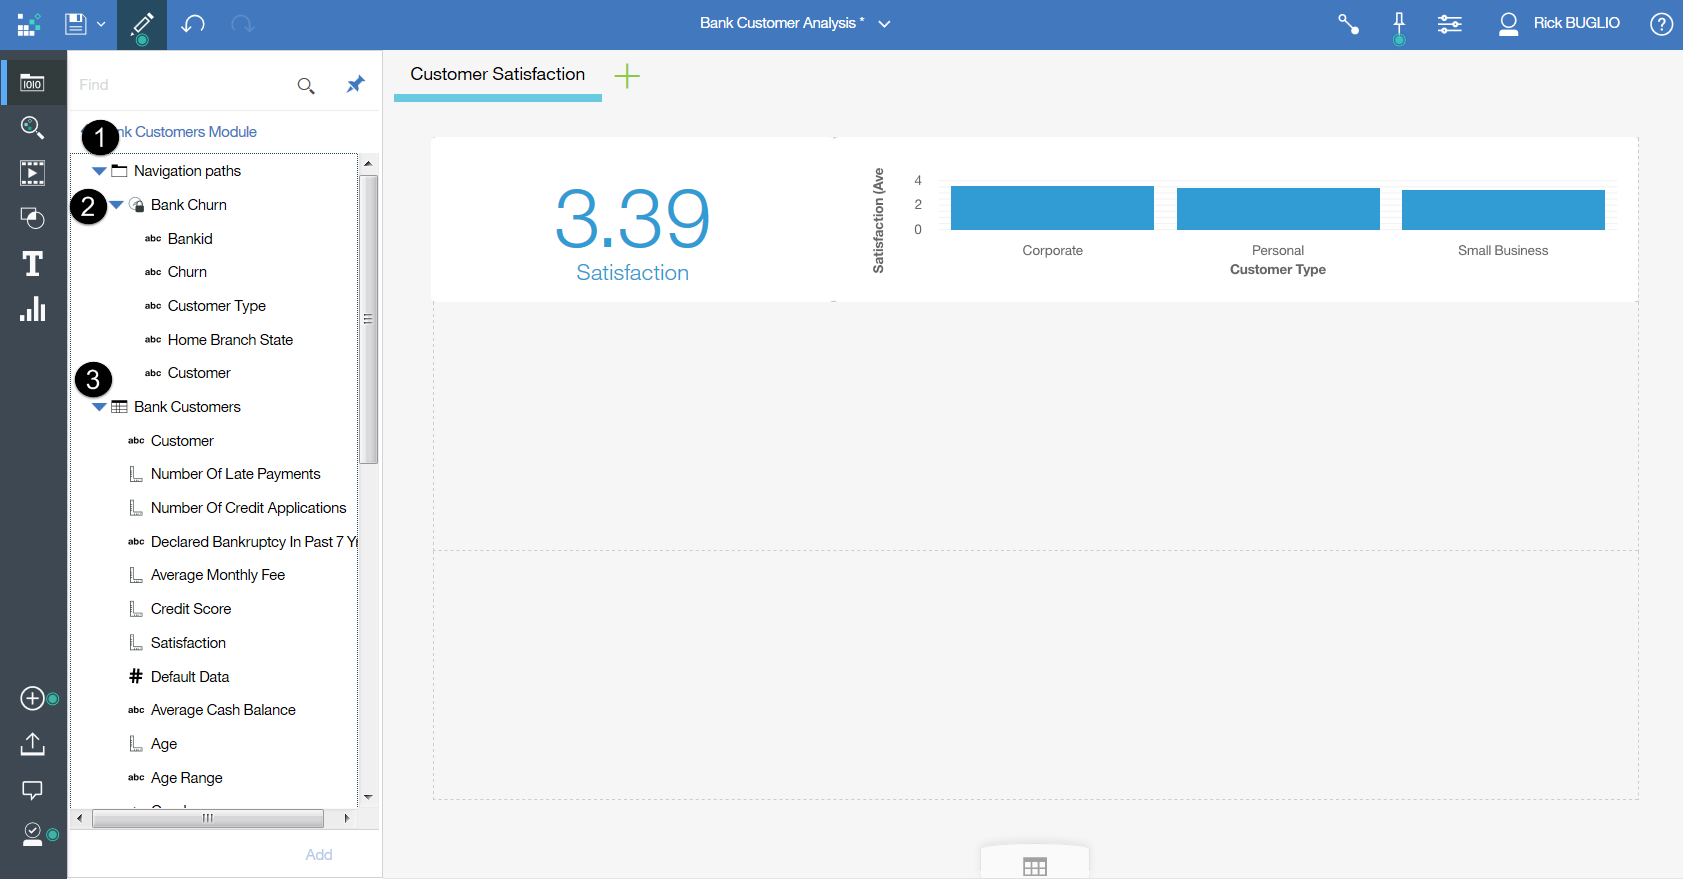 Bank Customer Analysis *
Rick BUGLIO
?
Find
1
nk Customers Module
Navigation paths
2
Bank Churn
abc Bankid
abc Churn
abc Customer Type
abc Home Branch State
abc Customer
3
Bank Customers
abc Customer
Number Of Late Payments
Number Of Credit Applications
abc Declared Bankruptcy In Past 7 Y
Average Monthly Fee
Credit Score
Satisfaction
# Default Data
abc Average Cash Balance
Age
abc Age Range
Add
IOIO
T
Customer Satisfaction
3.39
Satisfaction
Satisfaction (Ave
4
2
0
Corporate
Personal
Small Business
Customer Type